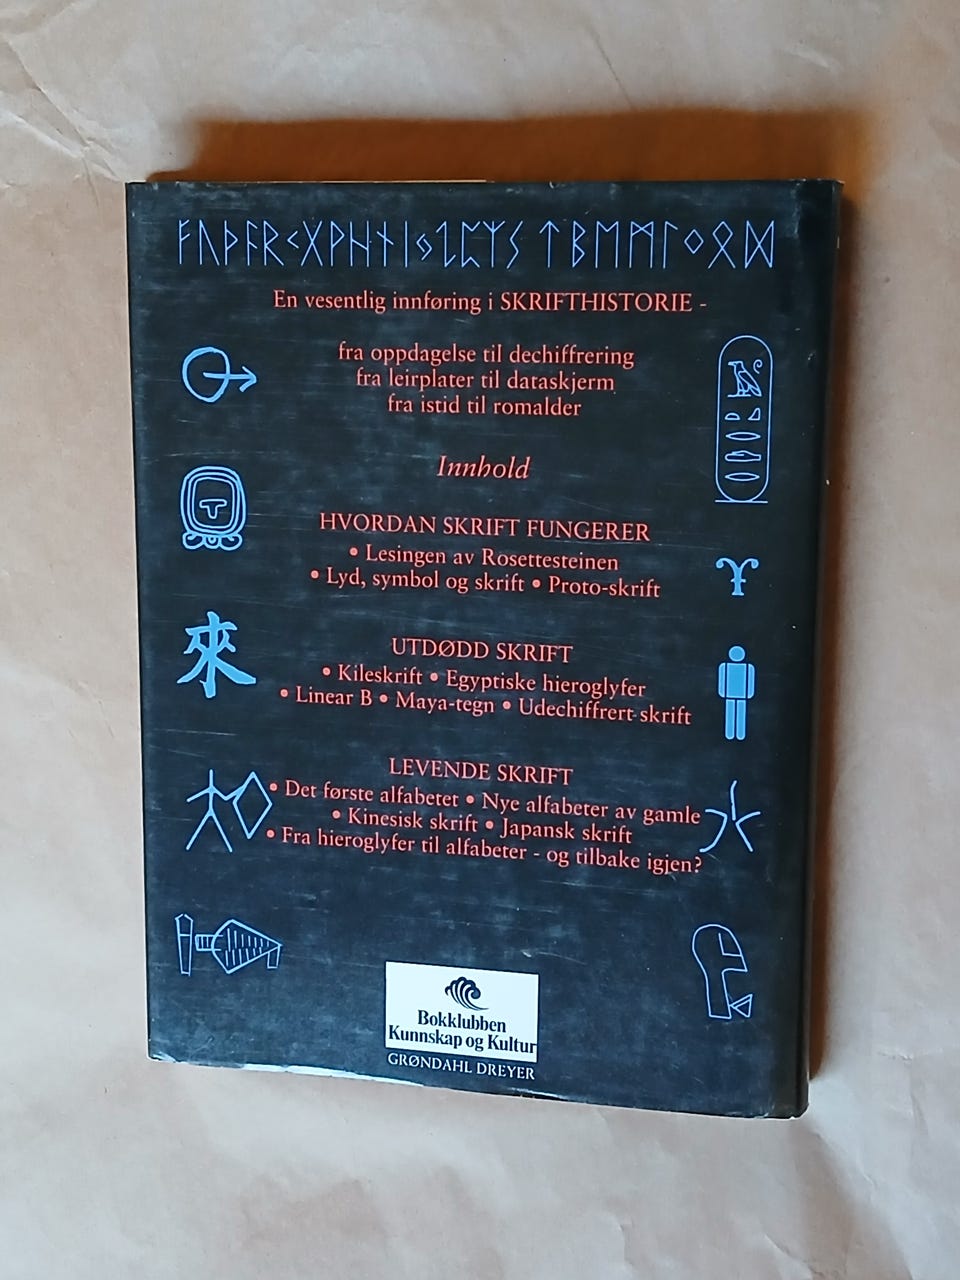 ᚠᚢᚦᚨᚱᚲᚷᚹᚺᚾᛁᛃᛇᛈᛉᛊᛏᛒᛖᛗᛚᛜᛟᛞ
En vesentlig innføring i SKRIFTHISTORIE -
fra oppdagelse til dechiffrering
fra leirplater til dataskjerm
fra istid til romalder
Innhold
HVORDAN SKRIFT FUNGERER
• Lesingen av Rosettesteinen
• Lyd, symbol og skrift • Proto-skrift
來
UTDØDD SKRIFT
• Kileskrift • Egyptiske hieroglyfer
• Linear B • Maya-tegn • Udechiffrert skrift
LEVENDE SKRIFT
• Det første alfabetet • Nye alfabeter av gamle
• Kinesisk skrift • Japansk skrift
• Fra hieroglyfer til alfabeter - og tilbake igjen?
Bokklubben
Kunnskap og Kultur
GRØNDAHL DREYER